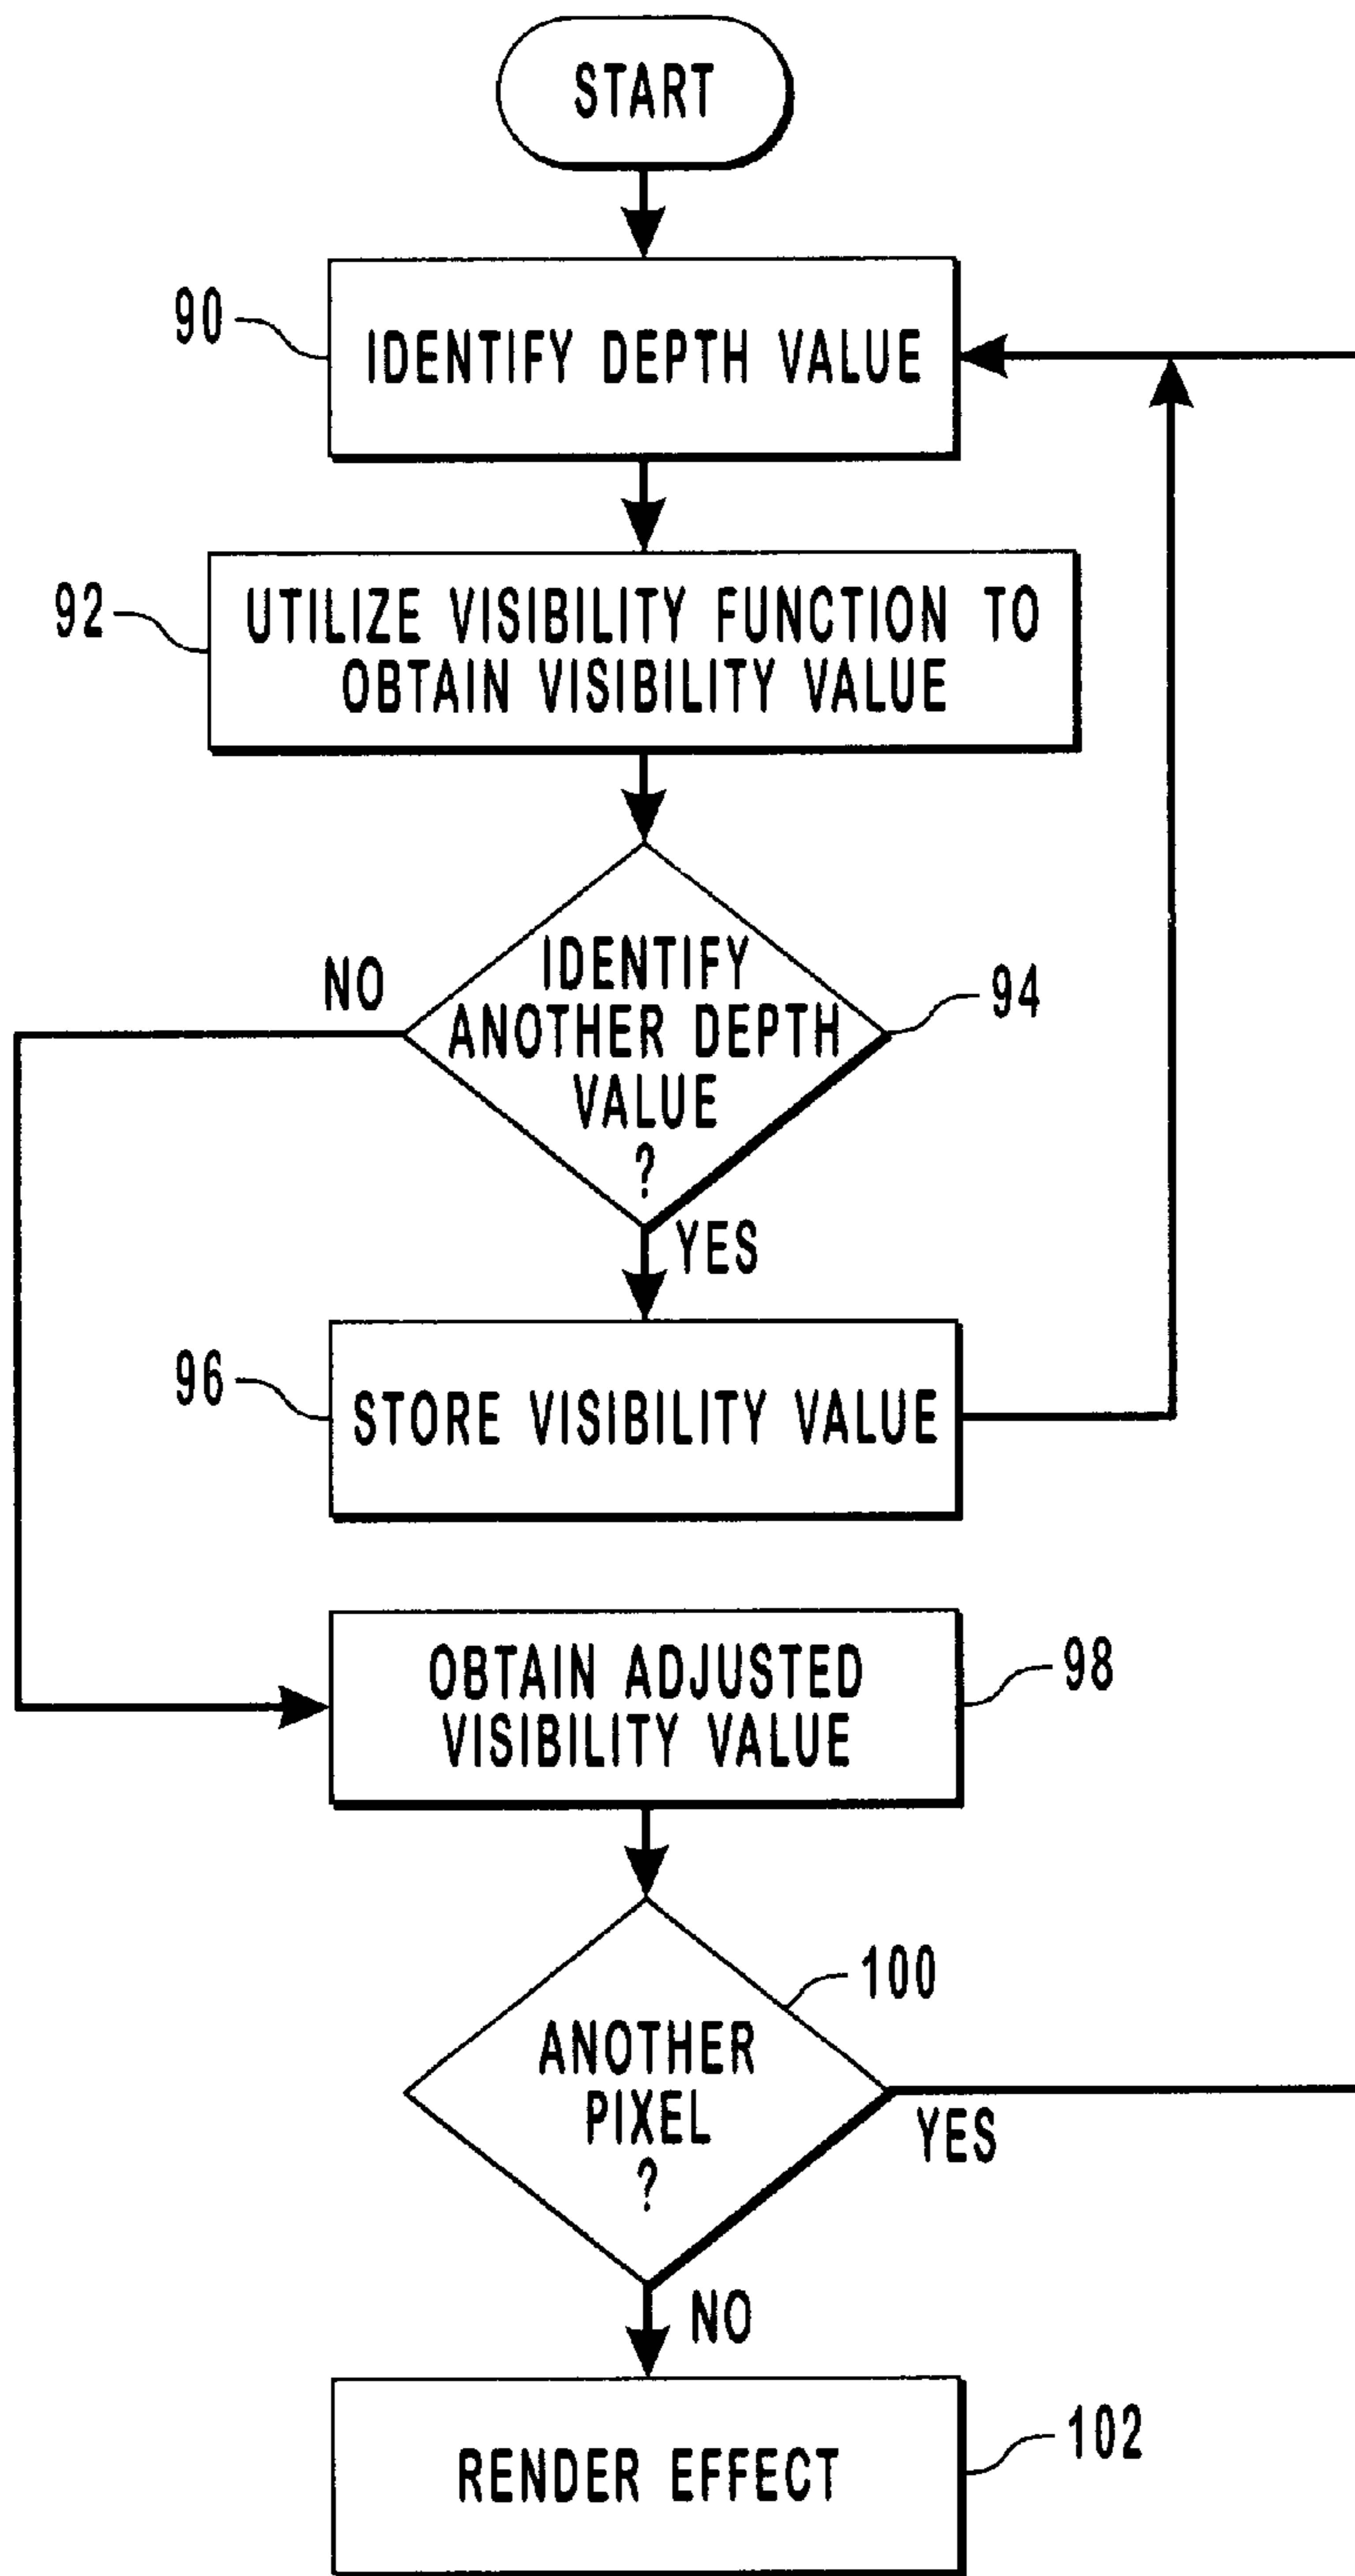 START
90
IDENTIFY DEPTH VALUE
92
UTILIZE VISIBILITY FUNCTION TO
OBTAIN VISIBILITY VALUE
NO
IDENTIFY
ANOTHER DEPTH
VALUE
?
94
YES
96
STORE VISIBILITY VALUE
OBTAIN ADJUSTED
VISIBILITY VALUE
98
100
ANOTHER
PIXEL
?
YES
NO
RENDER EFFECT
102